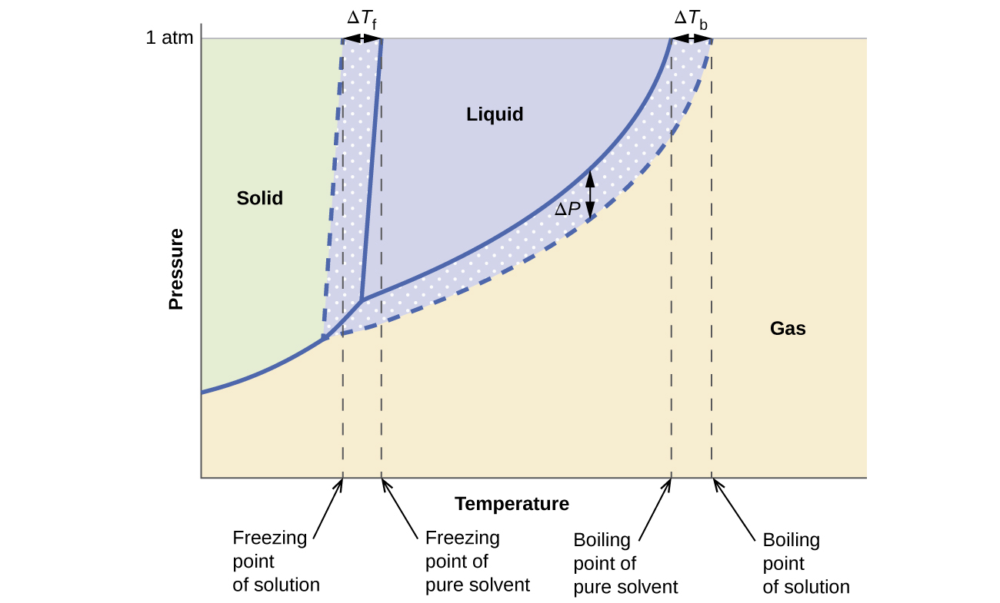 ΔTf
ΔTb
1 atm
Liquid
Solid
ΔP
Pressure
Gas
Temperature
Freezing
point
of solution
Freezing
point of
pure solvent
Boiling
point of
pure solvent
Boiling
point
of solution